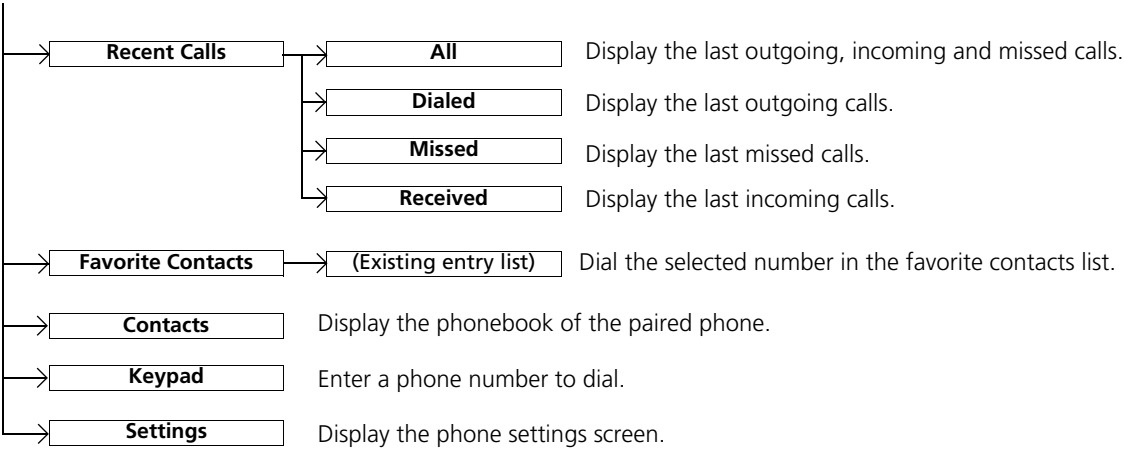 Recent Calls
All
Display the last outgoing, incoming and missed calls.
Dialed
Display the last outgoing calls.
Missed
Display the last missed calls.
Received
Display the last incoming calls.
Favorite Contacts
(Existing entry list)
Dial the selected number in the favorite contacts list.
Contacts
Display the phonebook of the paired phone.
Keypad
Enter a phone number to dial.
Settings
Display the phone settings screen.